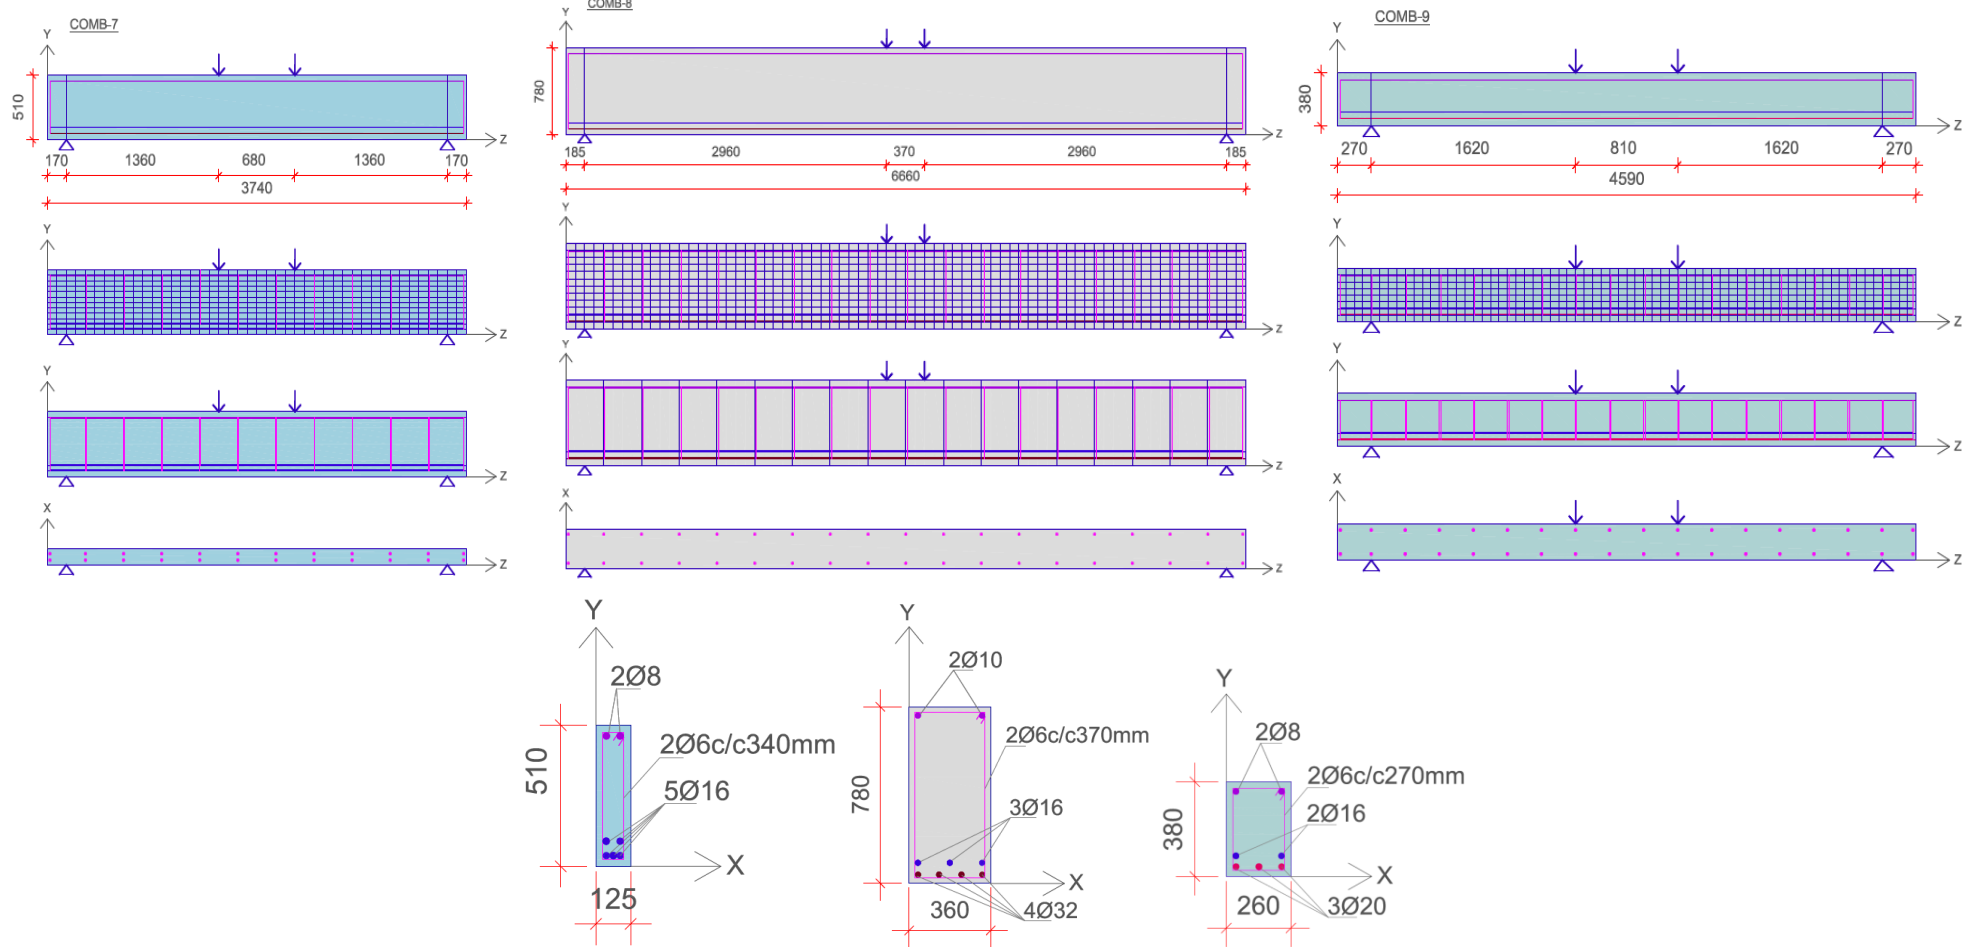 COMB-7
COMB-8
COMB-9
Y
510
Z
170 1360 680 1360 170
3740
Y
780
Z
185 2960 370 2960 185
6660
Y
380
Z
270 1620 810 1620 270
4590
Y
Z
Y
Z
Y
Z
Y
Z
Y
Z
Y
Z
X
Z
X
Z
X
Z
Y
2Ø8
510
2Ø6c/c340mm
5Ø16
X
125
Y
2Ø10
780
2Ø6c/c370mm
3Ø16
X
360
4Ø32
Y
2Ø8
380
2Ø6c/c270mm
2Ø16
X
260
3Ø20